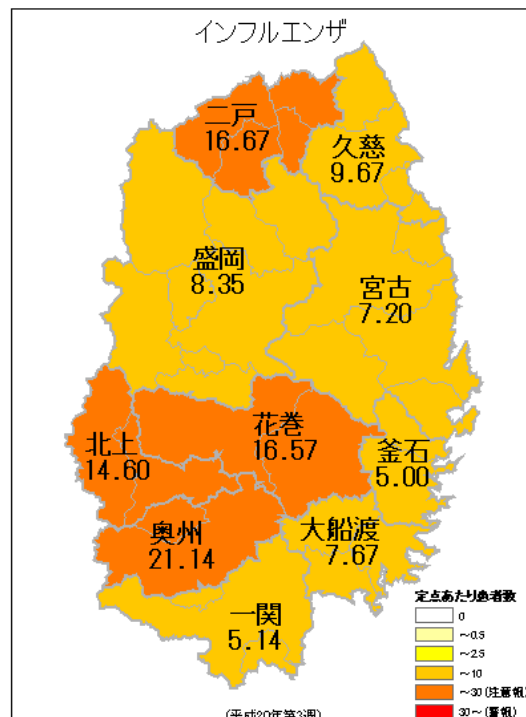 インフルエンザ
二戸
16.67
久慈
9.67
盛岡
8.35
宮古
7.20
花巻
16.57
北上
14.60
釜石
5.00
奥州
21.14
大船渡
7.67
一関
5.14
定点あたり患者数
0
～0.5
～2.5
～10
～30(注意報)
30～(警報)
(平成20年第3週)